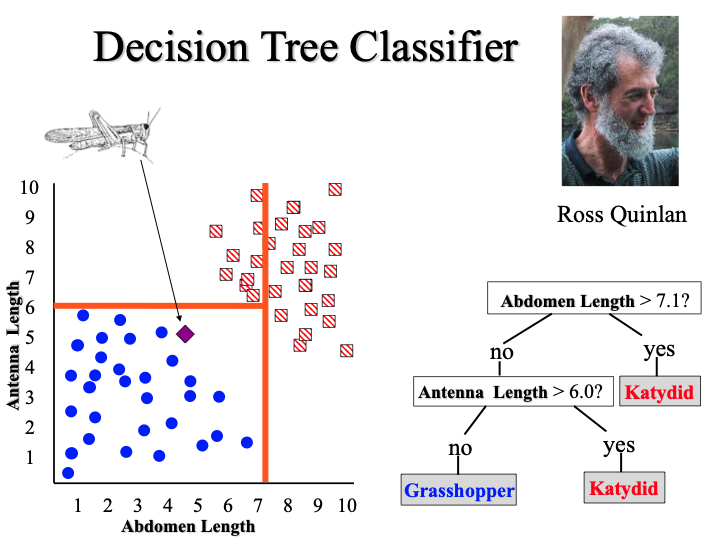 Decision Tree Classifier
Ross Quinlan
10
9
8
7
6
5
4
3
2
1
Antenna Length
1 2 3 4 5 6 7 8 9 10
Abdomen Length
Abdomen Length > 7.1?
no yes
Antenna Length > 6.0? Katydid
no yes
Grasshopper Katydid